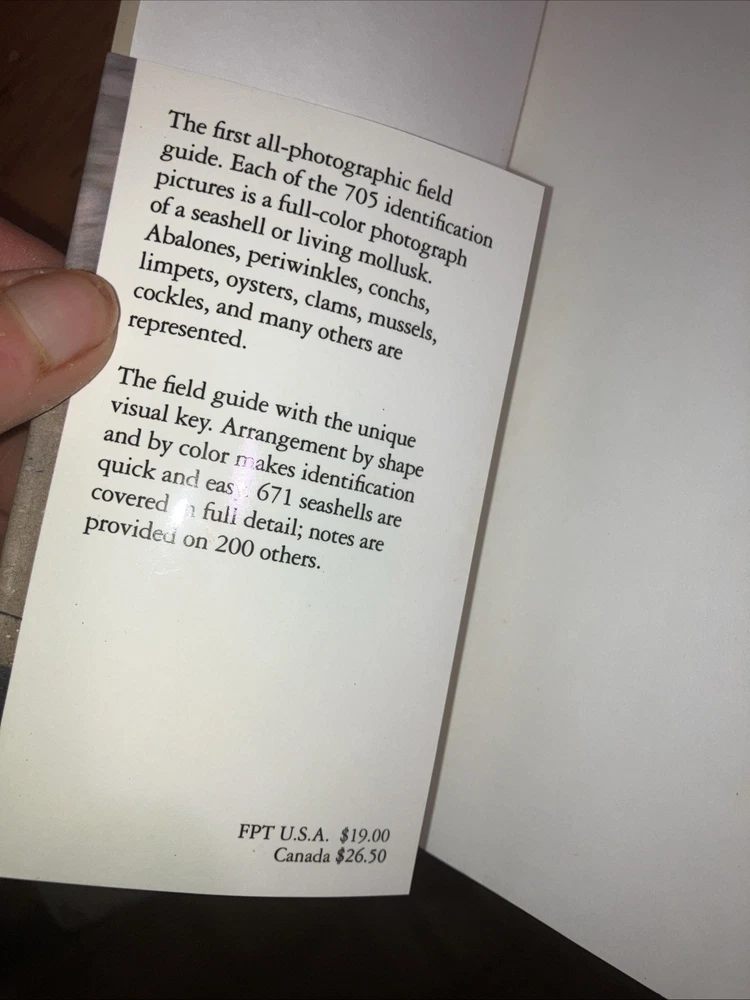 The first all-photographic field
guide. Each of the 705 identification
pictures is a full-color photograph
of a seashell or living mollusk.
Abalones, periwinkles, conchs,
limpets, oysters, clams, mussels,
cockles, and many others are
represented.
The field guide with the unique
visual key. Arrangement by shape
and by color makes identification
quick and easy. 671 seashells are
covered in full detail; notes are
provided on 200 others.
FPT U.S.A. $19.00
Canada $26.50